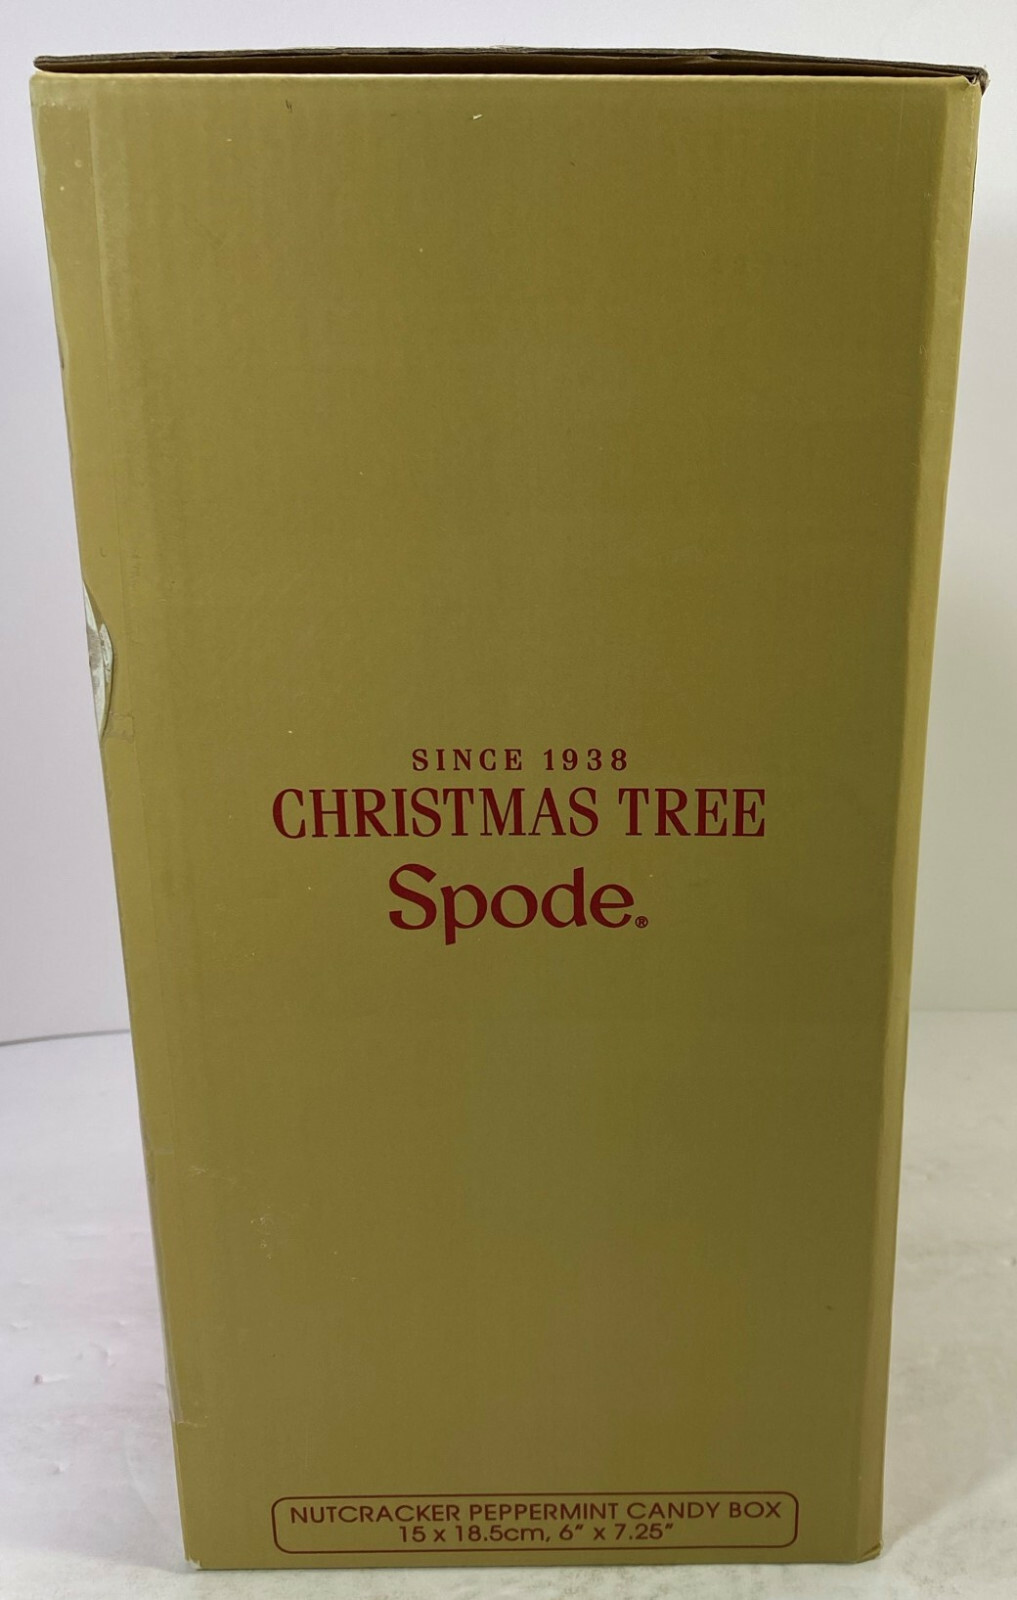 SINCE 1938
CHRISTMAS TREE
Spode®
NUTCRACKER PEPPERMINT CANDY BOX
15 x 18.5cm, 6″ x 7.25″